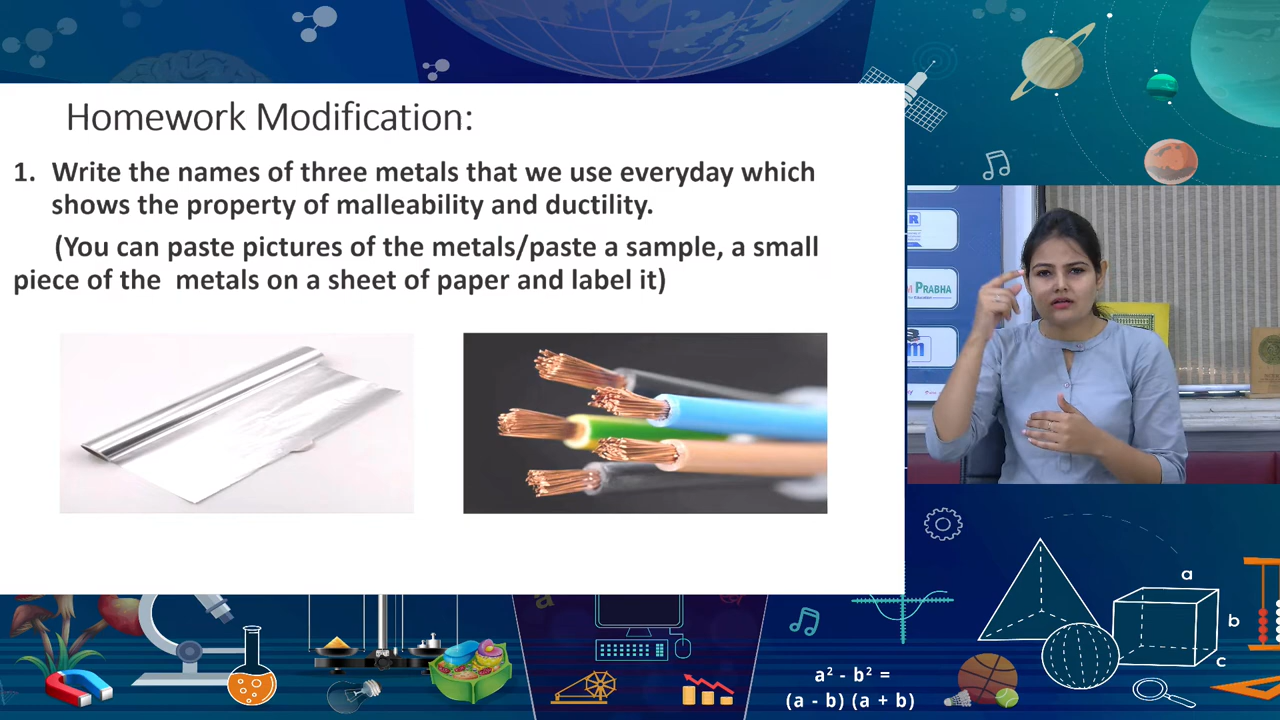 Homework Modification:
1. Write the names of three metals that we use everyday which
shows the property of malleability and ductility.
(You can paste pictures of the metals/paste a sample, a small
piece of the metals on a sheet of paper and label it)
R
PRABHA
m
a
b
c
a² - b² =
(a - b) (a + b)